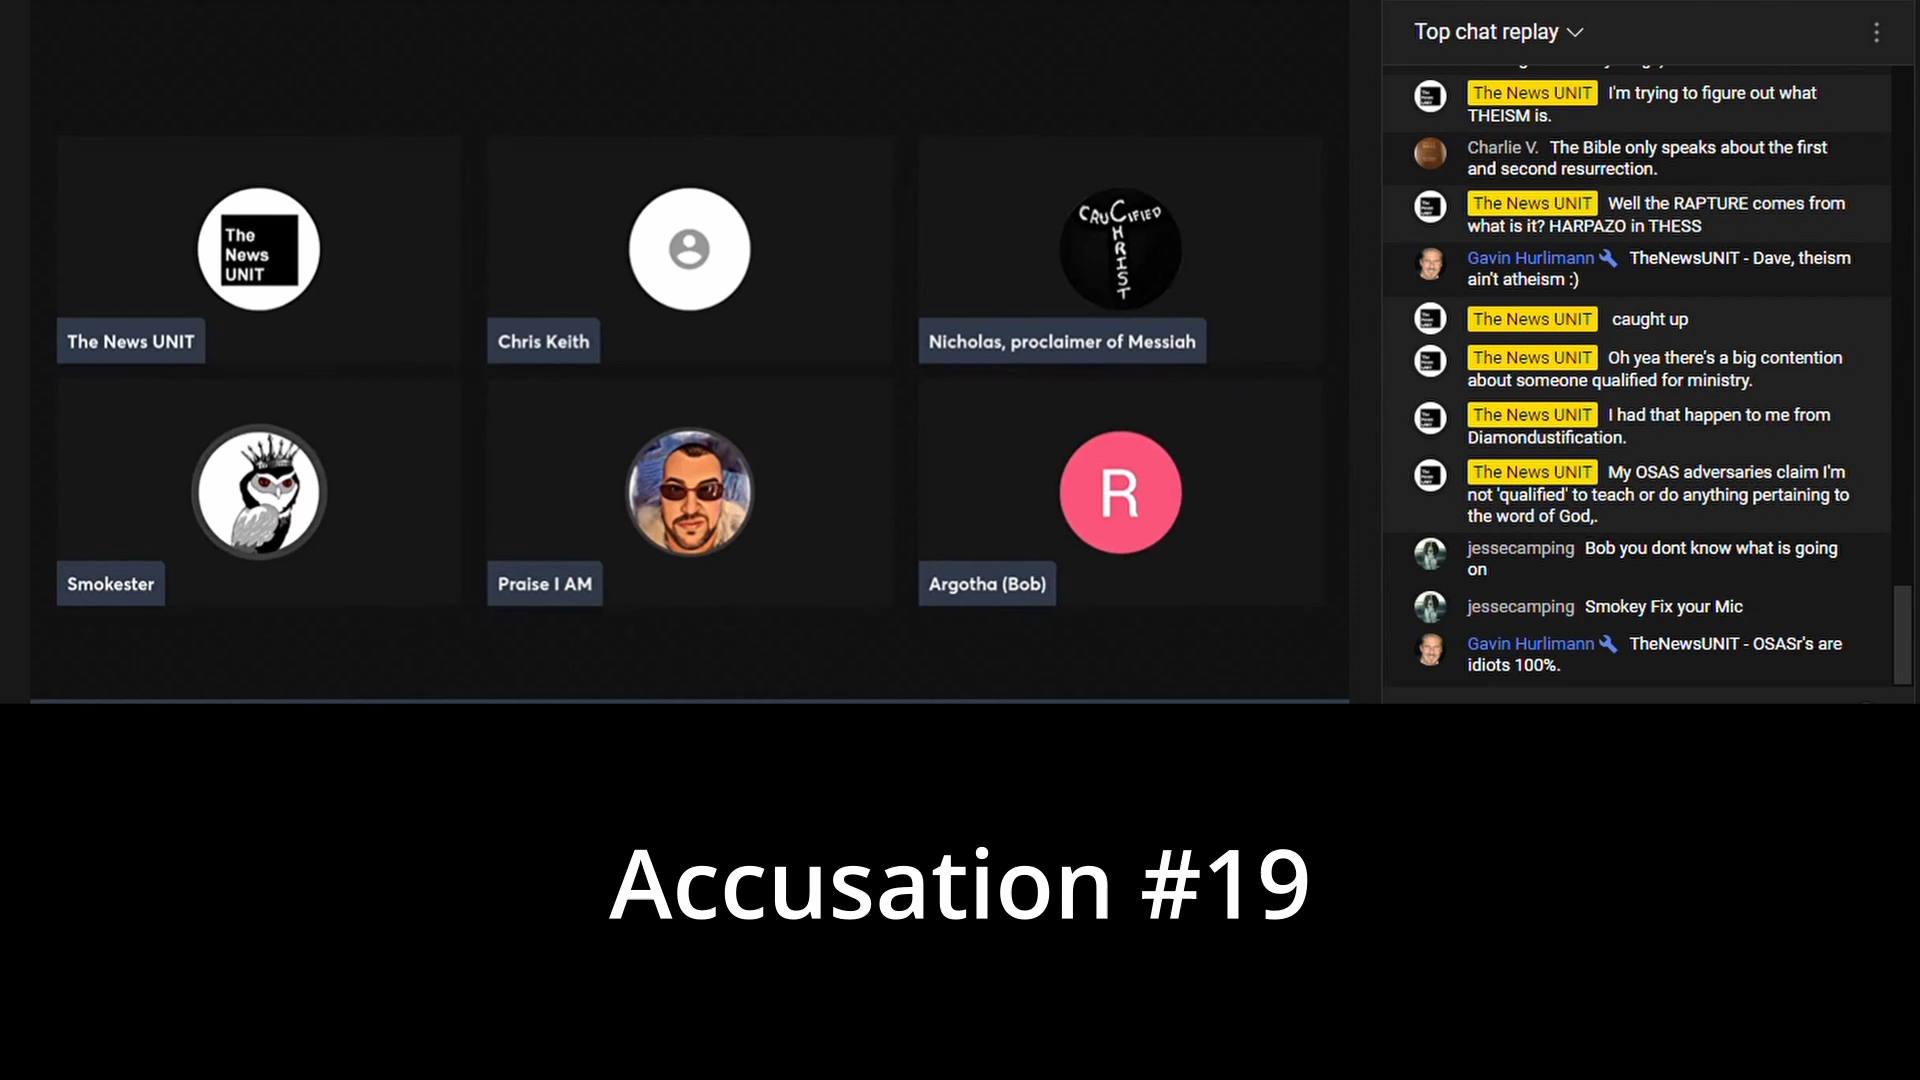 The
News
UNIT
The News UNIT
Chris Keith
CRUCIFIED
CHRIST
Nicholas, proclaimer of Messiah
Smokester
Praise I AM
R
Argotha (Bob)
Top chat replay
The News UNIT I'm trying to figure out what
THEISM is.
Charlie V. The Bible only speaks about the first
and second resurrection.
The News UNIT Well the RAPTURE comes from
what is it? HARPAZO in THESS
Gavin Hurlimann TheNewsUNIT - Dave, theism
ain't atheism :)
The News UNIT caught up
The News UNIT Oh yea there's a big contention
about someone qualified for ministry.
The News UNIT I had that happen to me from
Diamondustification.
The News UNIT My OSAS adversaries claim I'm
not 'qualified' to teach or do anything pertaining to
the word of God,.
jessecamping Bob you dont know what is going
on
jessecamping Smokey Fix your Mic
Gavin Hurlimann TheNewsUNIT - OSASr's are
idiots 100%.
Accusation #19